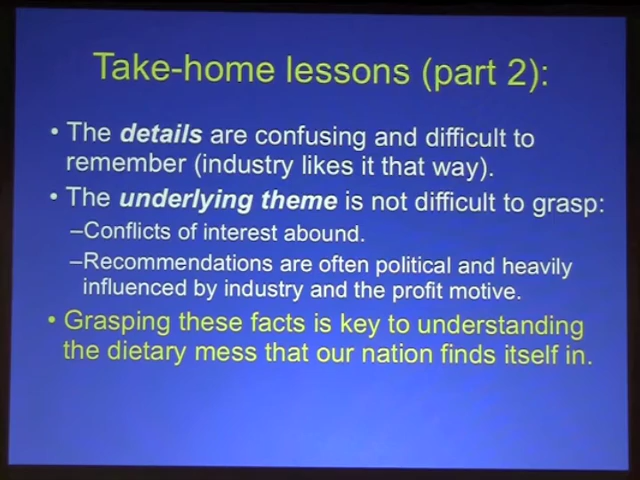 Take-home lessons (part 2):
• The details are confusing and difficult to
remember (industry likes it that way).
• The underlying theme is not difficult to grasp:
–Conflicts of interest abound.
–Recommendations are often political and heavily
influenced by industry and the profit motive.
• Grasping these facts is key to understanding
the dietary mess that our nation finds itself in.